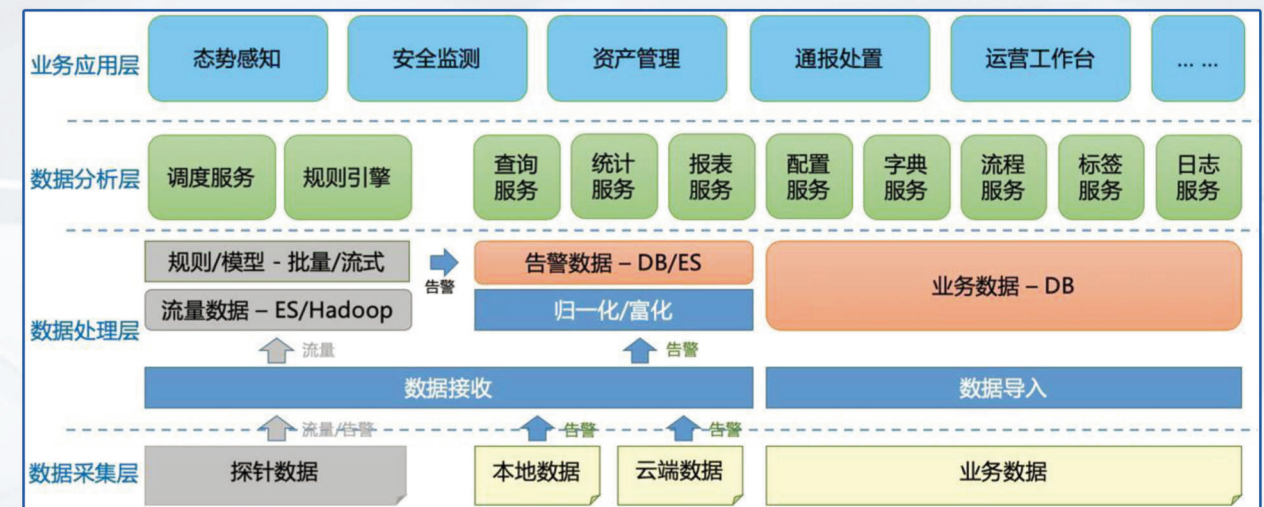 业务应用层
态势感知
安全监测
资产管理
通报处置
运营工作台
... ...
数据分析层
调度服务
规则引擎
查询
服务
统计
服务
报表
服务
配置
服务
字典
服务
流程
服务
标签
服务
日志
服务
数据处理层
规则/模型 - 批量/流式
告警
告警数据 – DB/ES
业务数据 – DB
流量数据 – ES/Hadoop
归一化/富化
流量
告警
数据接收
数据导入
流量/告警
告警
告警
数据采集层
探针数据
本地数据
云端数据
业务数据